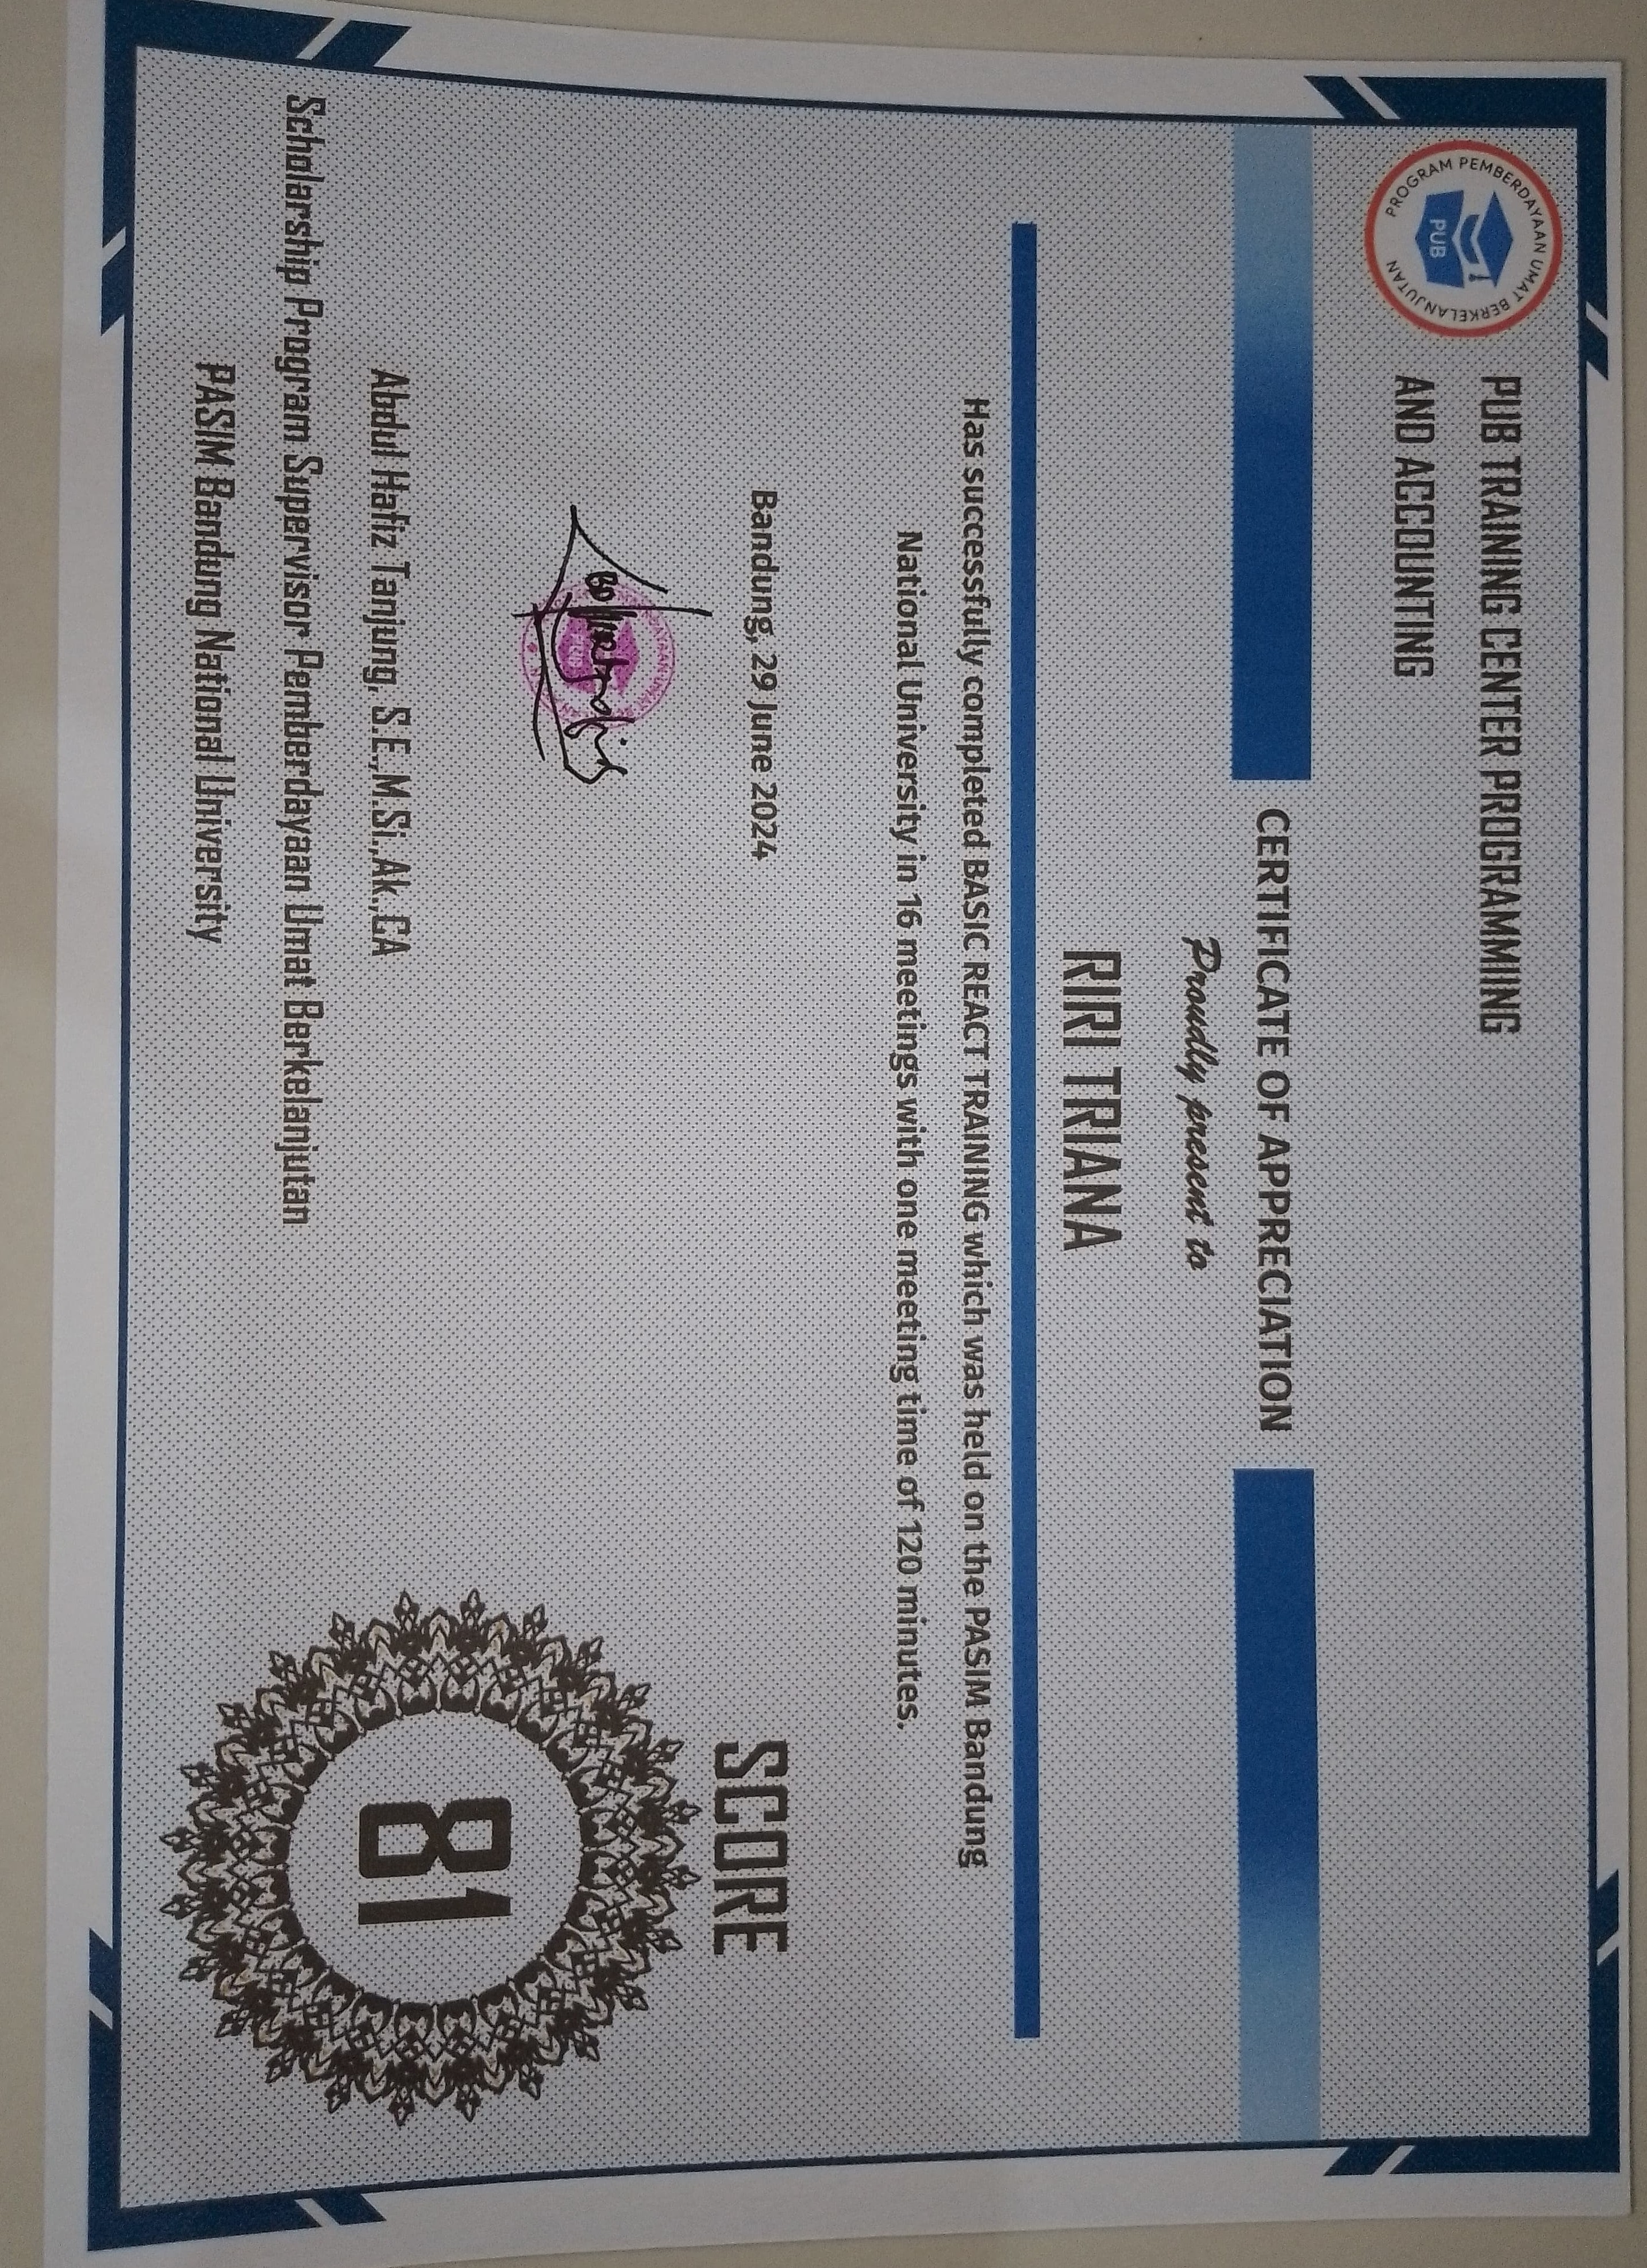 PROGRAM PEMBERDAYAAN UMAT BERKELANJUTAN
PUB
PUB TRAINING CENTER PROGRAMMIING
AND ACCOUNTING
CERTIFICATE OF APPRECIATION
Proudly present to
RIRI TRIANA
Has successfully completed BASIC REACT TRAINING which was held on the PASIM Bandung
National University in 16 meetings with one meeting time of 120 minutes.
Bandung, 29 June 2024
PUB
Abdul Hafiz Tanjung, S.E.,M.Si.,Ak.,CA
Scholarship Program Supervisor Pemberdayaan Umat Berkelanjutan
PASIM Bandung National University
SCORE
81